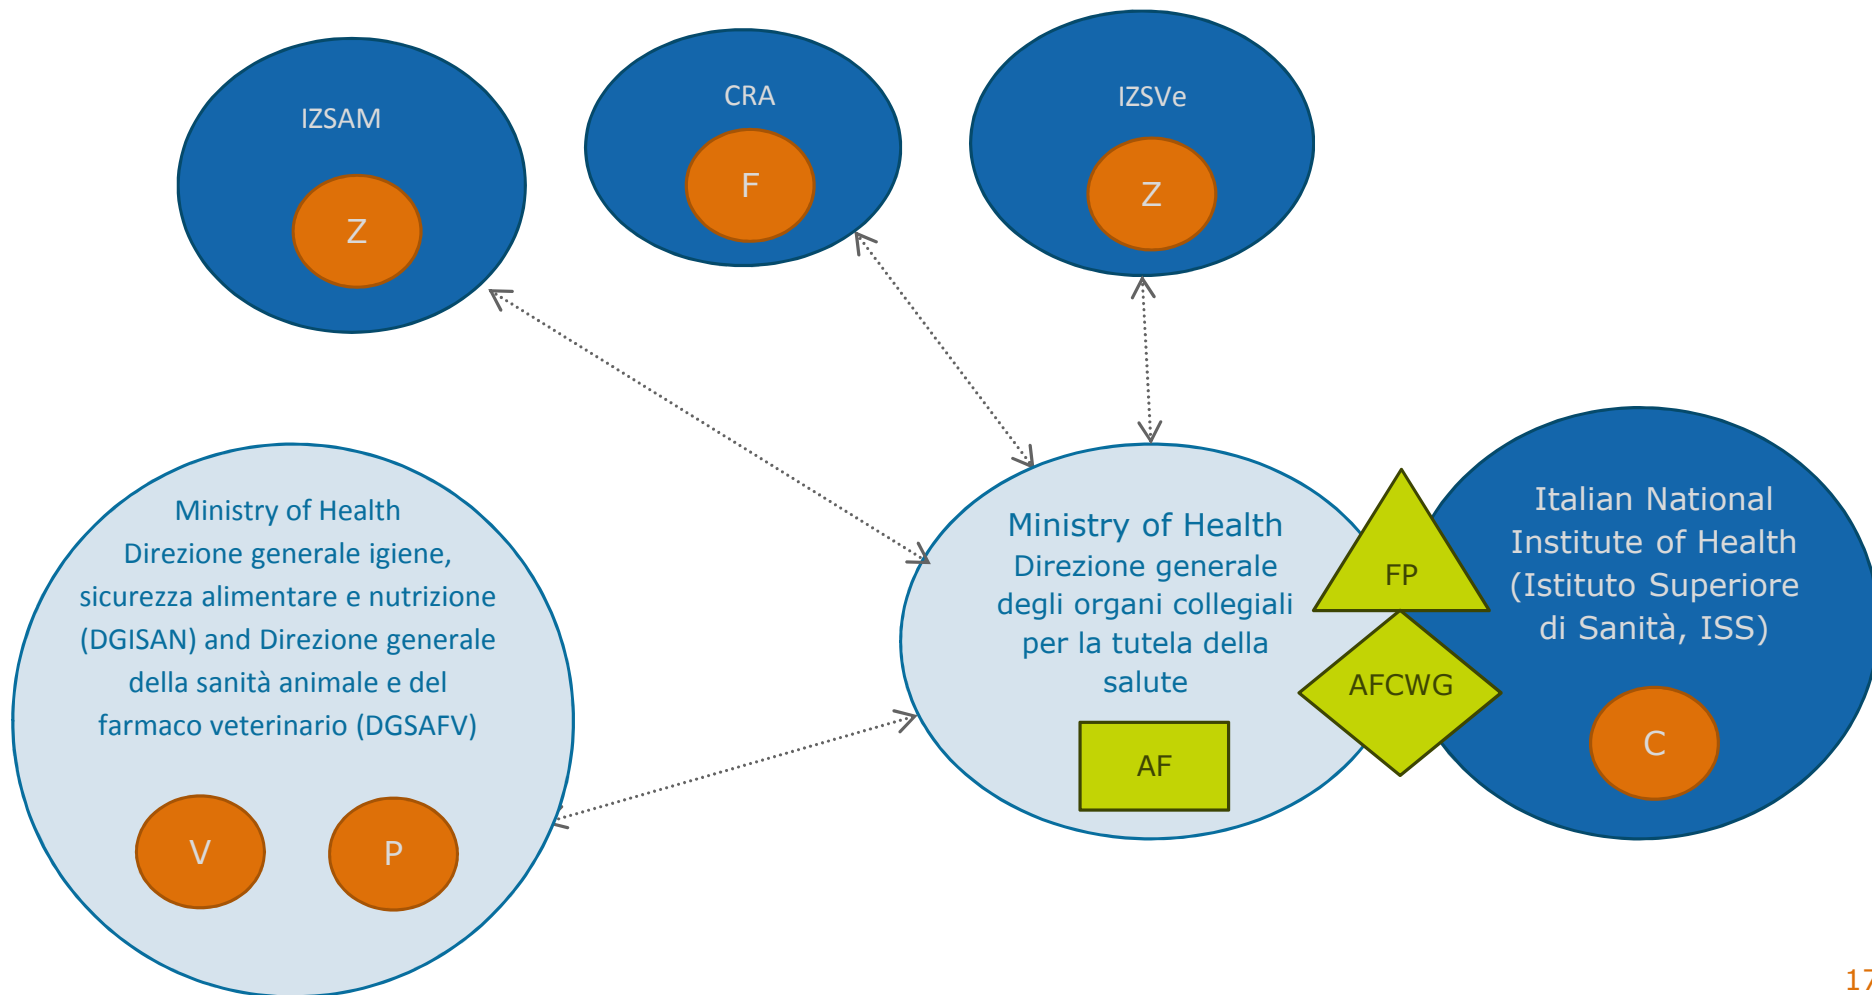 IZSAM
Z
CRA
F
IZSVe
Z
Ministry of Health
Direzione generale igiene,
sicurezza alimentare e nutrizione
(DGISAN) and Direzione generale
della sanità animale e del
farmaco veterinario (DGSAFV)
V
P
Ministry of Health
Direzione generale
degli organi collegiali
per la tutela della
salute
AF
FP
AFCWG
Italian National
Institute of Health
(Istituto Superiore
di Sanità, ISS)
C
17